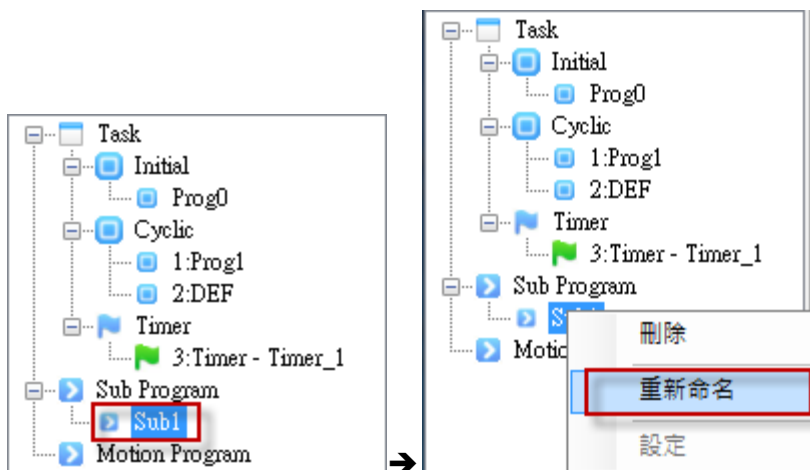 Task
Initial
Prog0
Cyclic
1:Prog1
2:DEF
Timer
3:Timer - Timer_1
Sub Program
Sub1
Motion Program
➔
Task
Initial
Prog0
Cyclic
1:Prog1
2:DEF
Timer
3:Timer - Timer_1
Sub Program
刪除
重新命名
設定